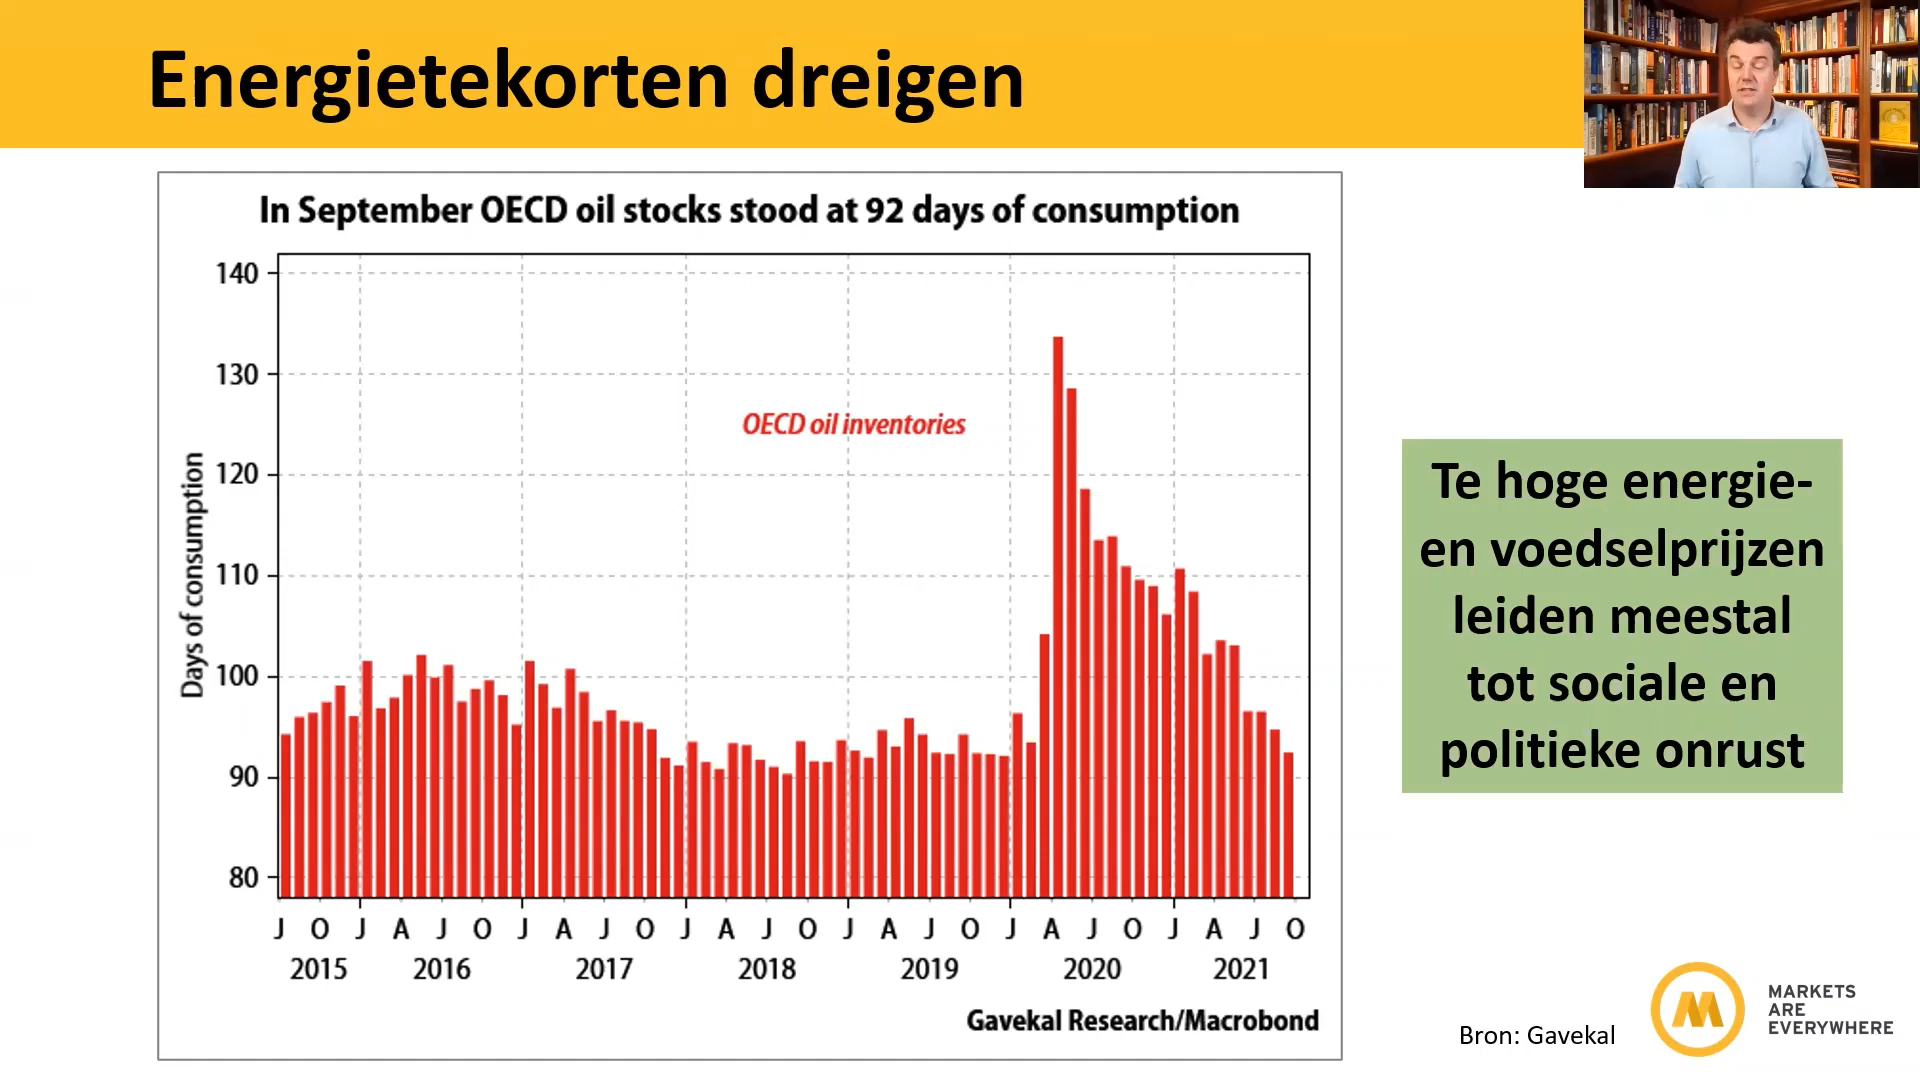 Energietekorten dreigen
In September OECD oil stocks stood at 92 days of consumption
140
130
120
110
100
90
80
Days of consumption
OECD oil inventories
J O J A J O J A J O J A J O J A J O J A J O J A J O
2015 2016 2017 2018 2019 2020 2021
Gavekal Research/Macrobond
Te hoge energie-
en voedselprijzen
leiden meestal
tot sociale en
politieke onrust
Bron: Gavekal
MARKETS
ARE
EVERYWHERE